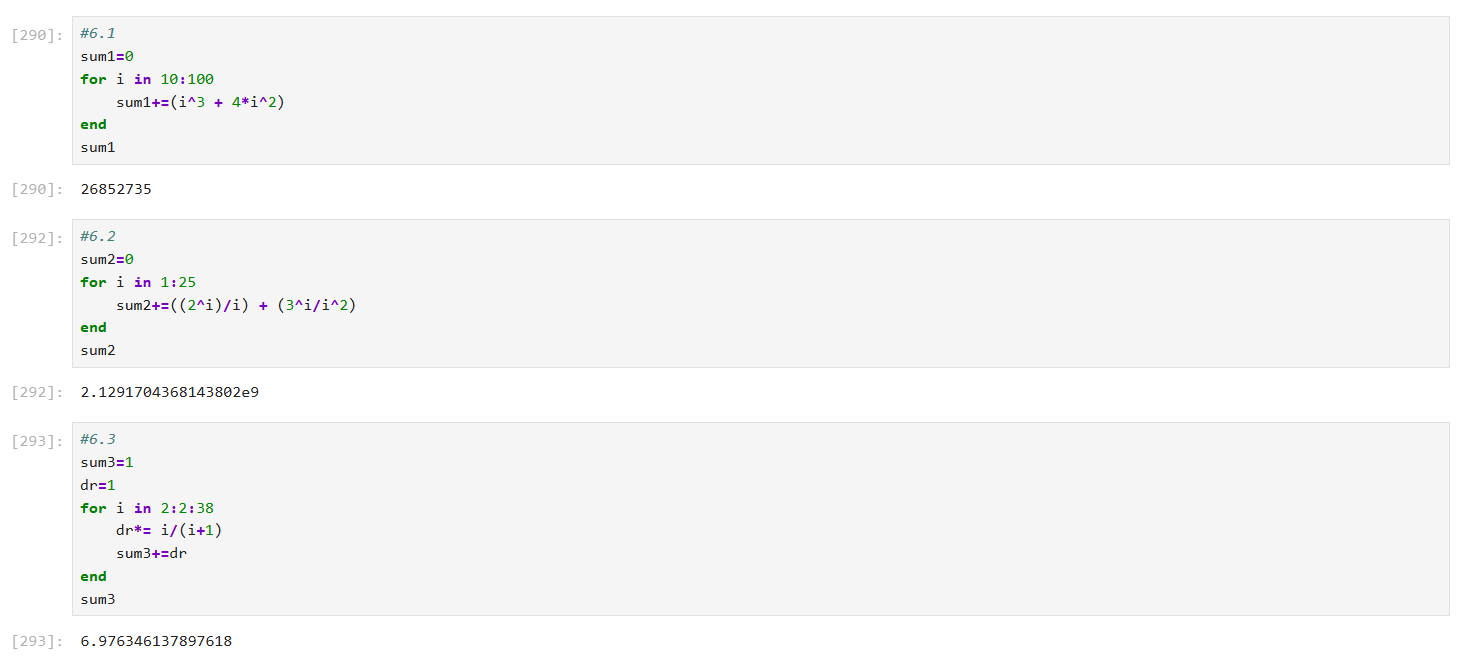 [290]: #6.1
sum1=0
for i in 10:100
    sum1+=(i^3 + 4*i^2)
end
sum1
[290]: 26852735
[292]: #6.2
sum2=0
for i in 1:25
    sum2+=((2^i)/i) + (3^i/i^2)
end
sum2
[292]: 2.1291704368143802e9
[293]: #6.3
sum3=1
dr=1
for i in 2:2:38
    dr*= i/(i+1)
    sum3+=dr
end
sum3
[293]: 6.976346137897618